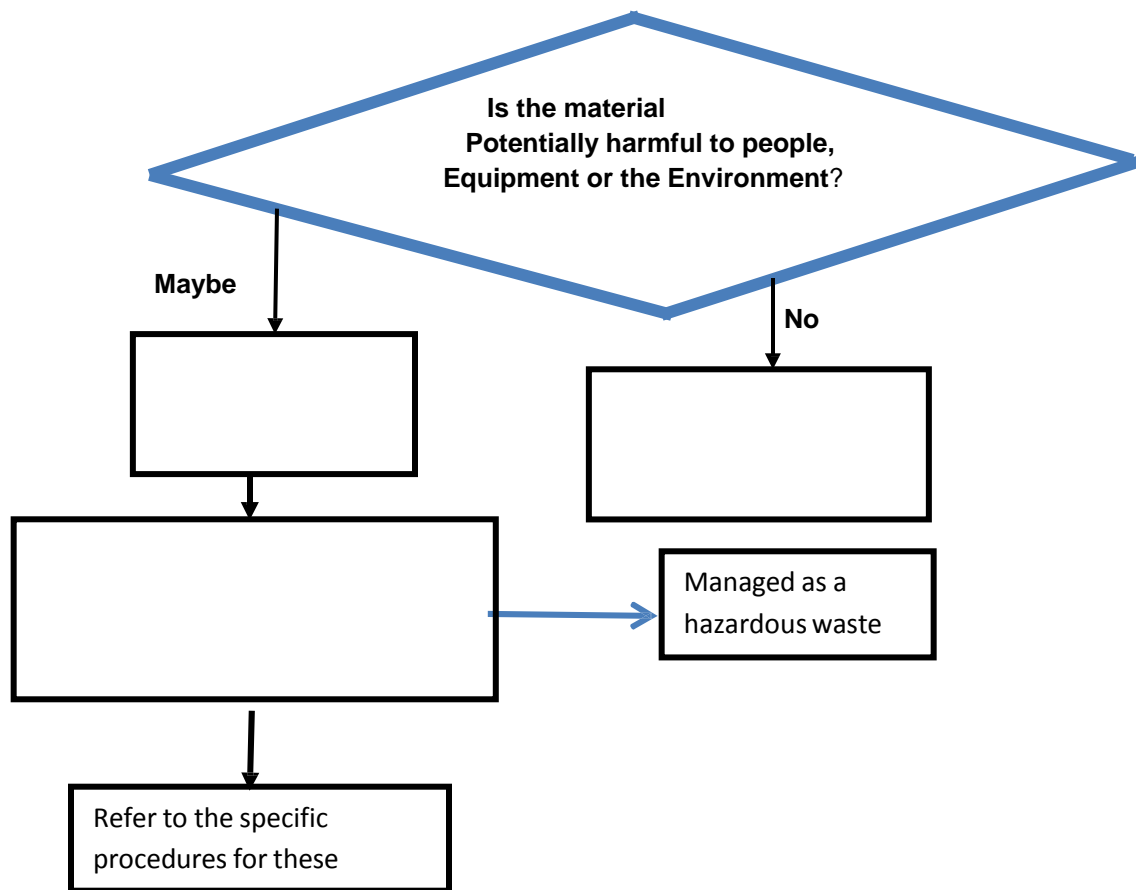 Is the material
Potentially harmful to people,
Equipment or the Environment?
Maybe
No
Managed as a
hazardous waste
Refer to the specific
procedures for these